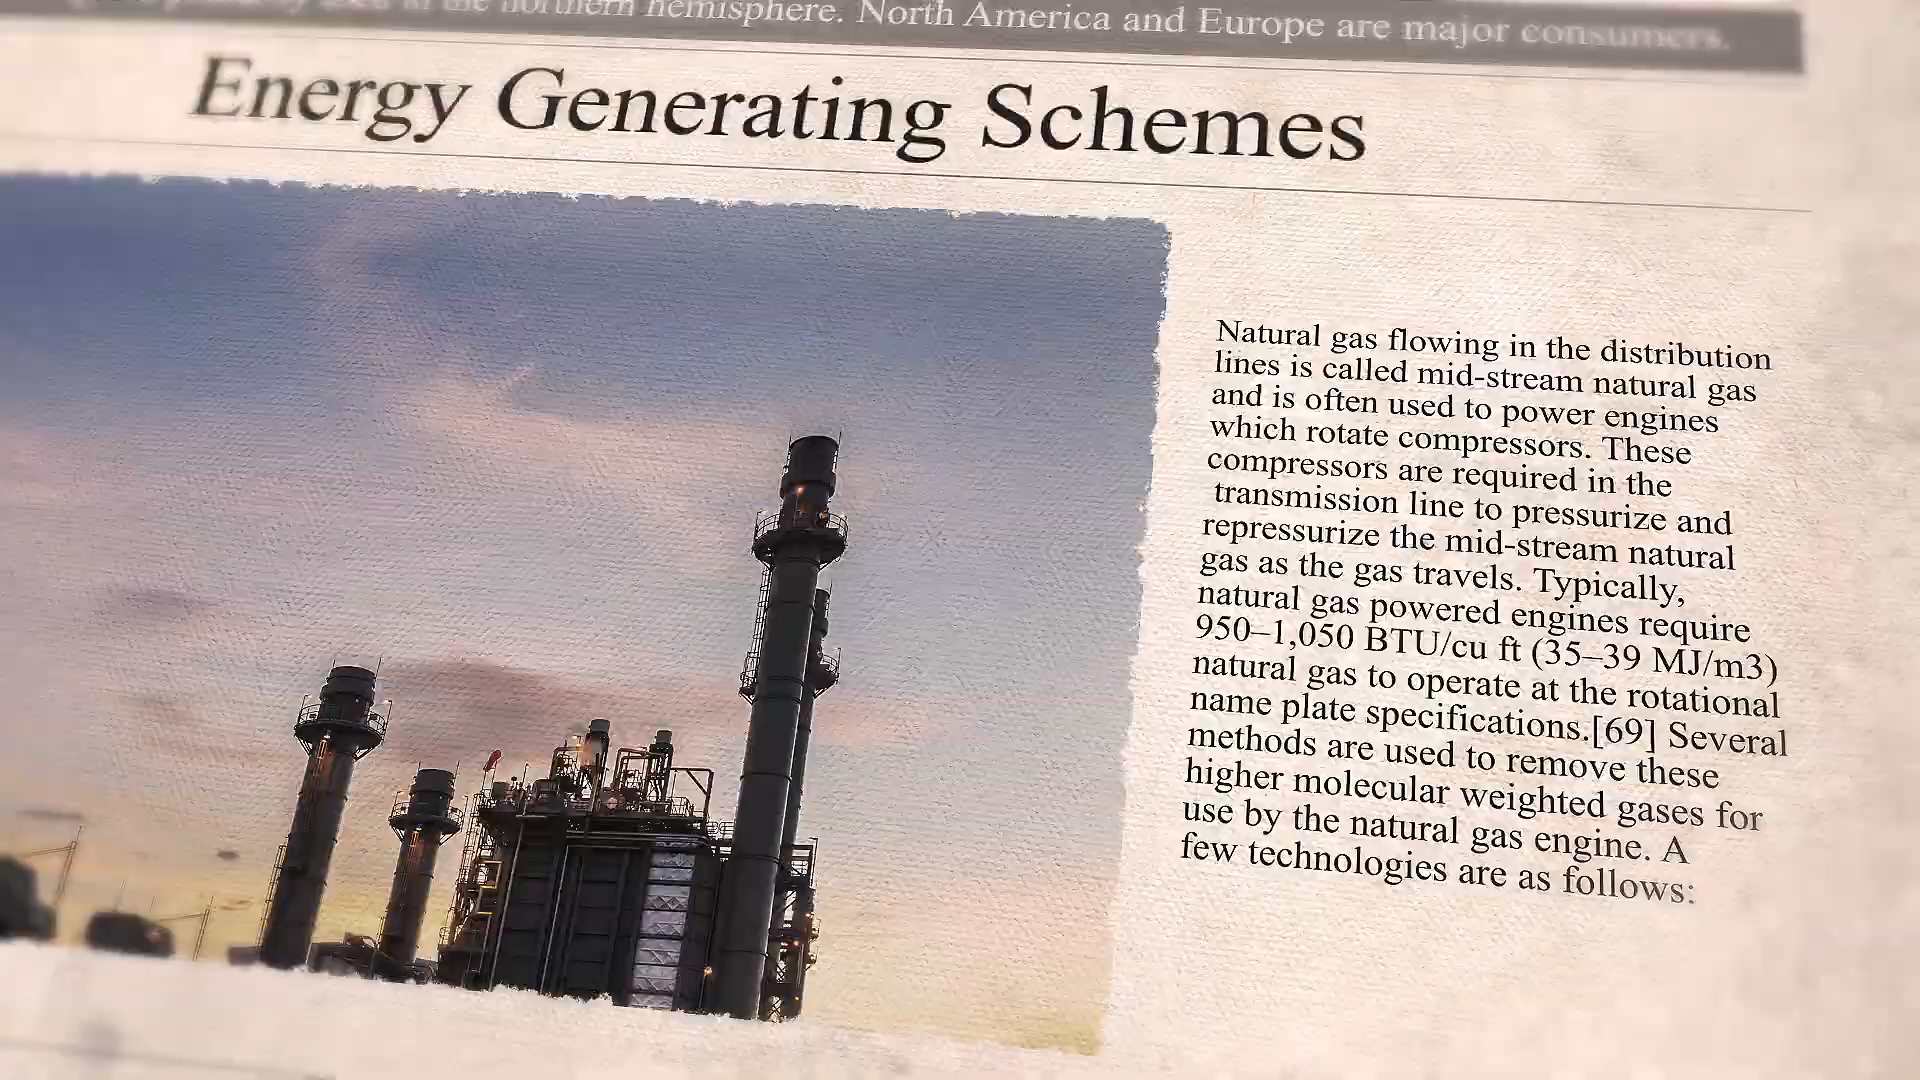 in the northern hemisphere. North America and Europe are major consumers.
Energy Generating Schemes
Natural gas flowing in the distribution
lines is called mid-stream natural gas
and is often used to power engines
which rotate compressors. These
compressors are required in the
transmission line to pressurize and
repressurize the mid-stream natural
gas as the gas travels. Typically,
natural gas powered engines require
950–1,050 BTU/cu ft (35–39 MJ/m3)
natural gas to operate at the rotational
name plate specifications.[69] Several
methods are used to remove these
higher molecular weighted gases for
use by the natural gas engine. A
few technologies are as follows: